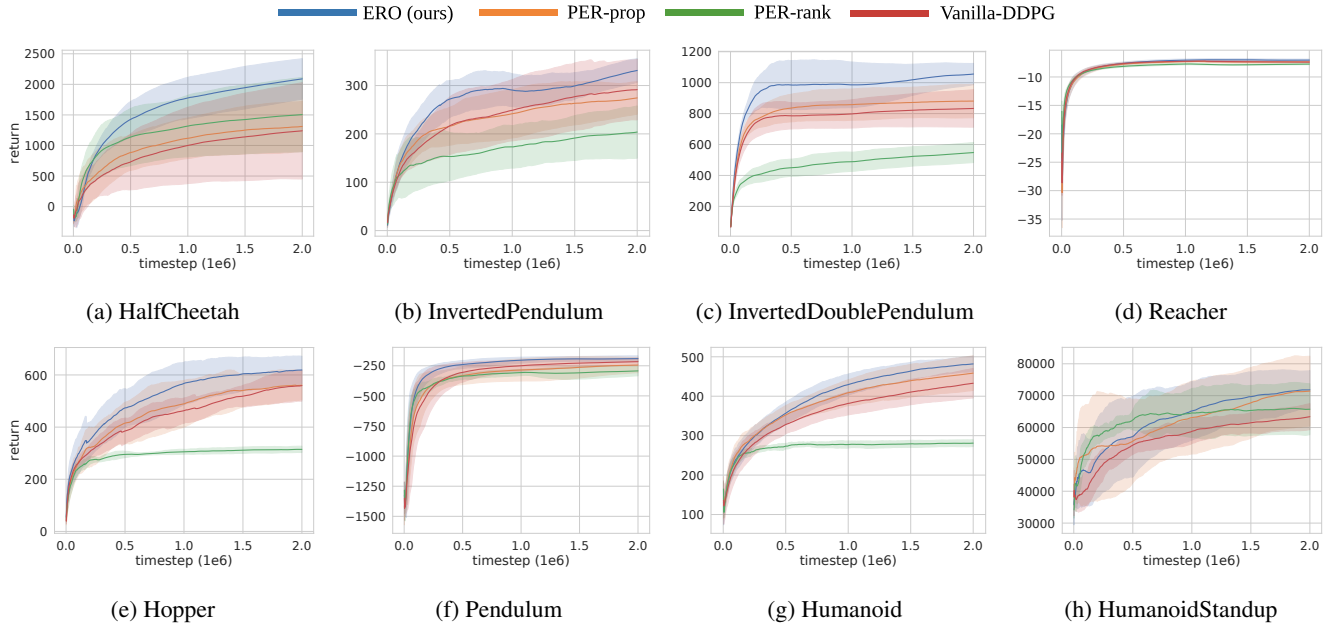 ERO (ours) PER-prop PER-rank Vanilla-DDPG
return
2500
2000
1500
1000
500
0
0.0 0.5 1.0 1.5 2.0
timestep (1e6)
300
200
100
0
0.0 0.5 1.0 1.5 2.0
timestep (1e6)
1200
1000
800
600
400
200
0.0 0.5 1.0 1.5 2.0
timestep (1e6)
−10
−15
−20
−25
−30
−35
0.0 0.5 1.0 1.5 2.0
timestep (1e6)
(a) HalfCheetah
(b) InvertedPendulum
(c) InvertedDoublePendulum
(d) Reacher
return
600
400
200
0
0.0 0.5 1.0 1.5 2.0
timestep (1e6)
−250
−500
−750
−1000
−1250
−1500
0.0 0.5 1.0 1.5 2.0
timestep (1e6)
500
400
300
200
100
0.0 0.5 1.0 1.5 2.0
timestep (1e6)
80000
70000
60000
50000
40000
30000
0.0 0.5 1.0 1.5 2.0
timestep (1e6)
(e) Hopper
(f) Pendulum
(g) Humanoid
(h) HumanoidStandup